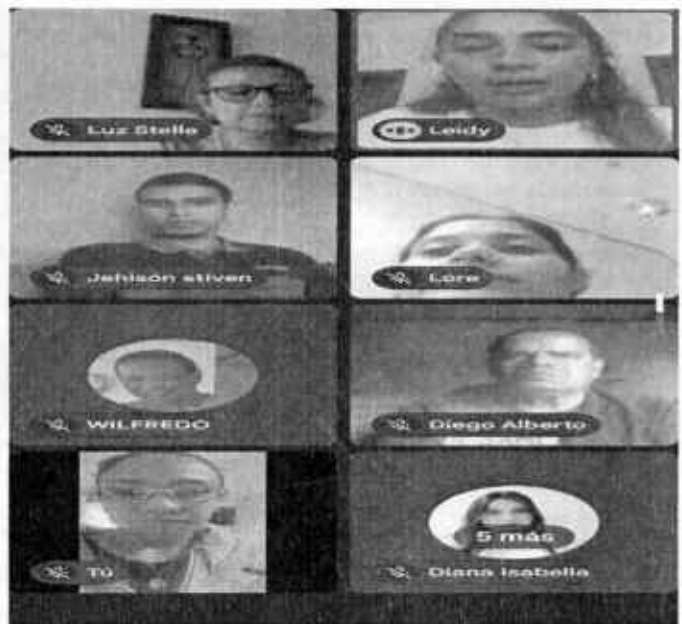 Luz Stella
Leidy
Jehison stiven
Lore
WILFREDO
Diego Alberto
Tú
5 más
Diana Isabella